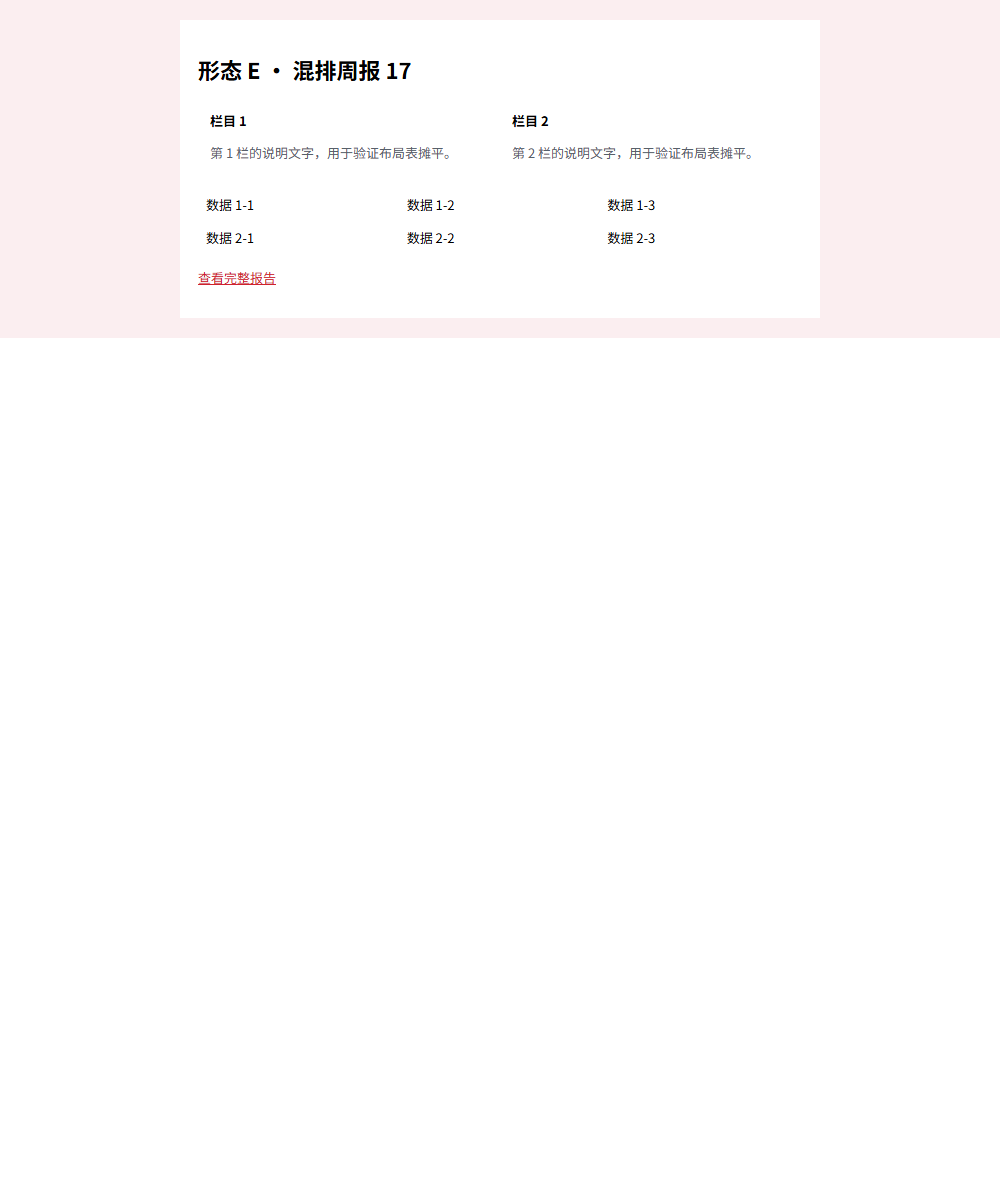 形态 E · 混排周报 17
栏目 1
第 1 栏的说明文字，用于验证布局表摊平。
栏目 2
第 2 栏的说明文字，用于验证布局表摊平。
数据 1-1 数据 1-2 数据 1-3
数据 2-1 数据 2-2 数据 2-3
查看完整报告